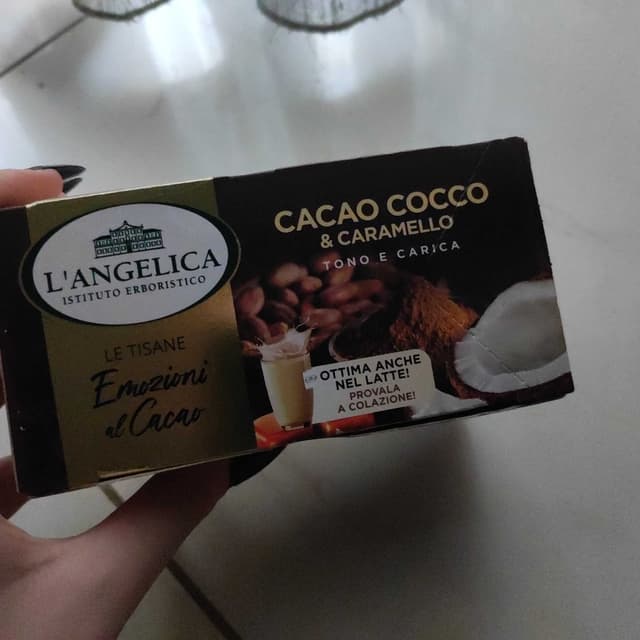 L'ANGELICA
ISTITUTO ERBORISTICO
LE TISANE
Emozioni
al Cacao
CACAO COCCO
& CARAMELLO
TONO E CARICA
OTTIMA ANCHE
NEL LATTE!
PROVALA
A COLAZIONE!